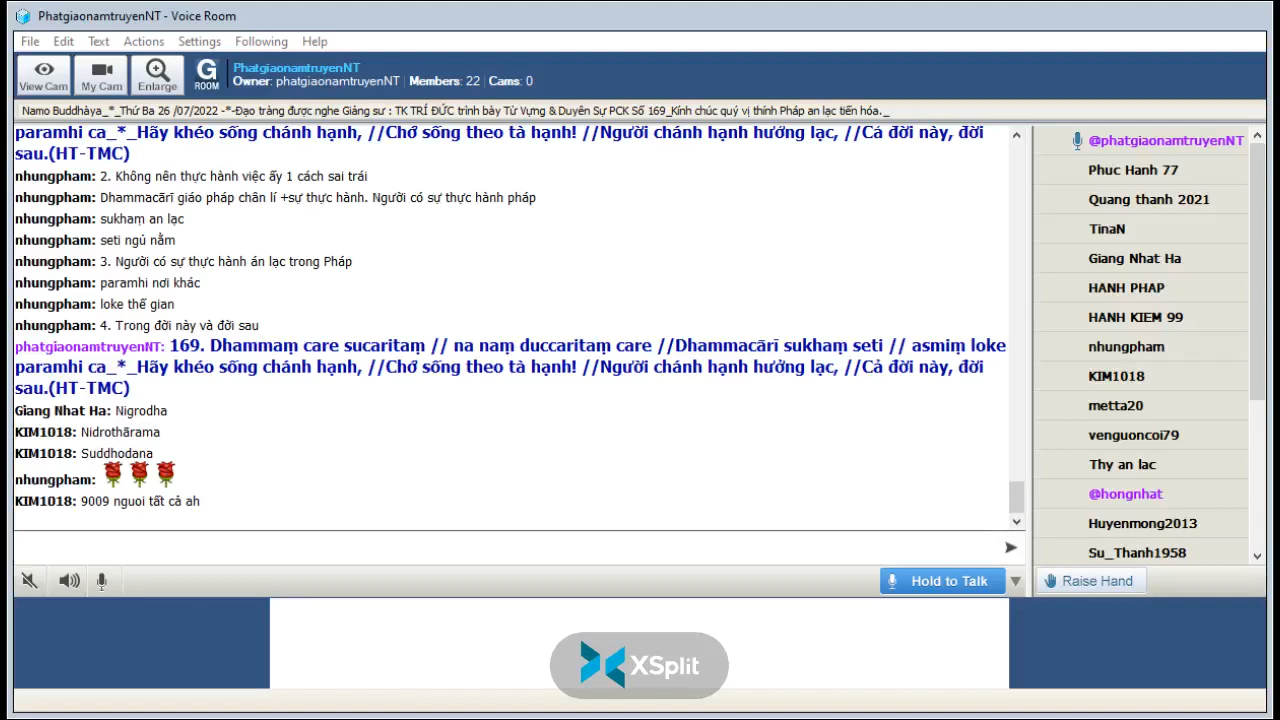 PhatgiaonamtruyenNT - Voice Room
File Edit Text Actions Settings Following Help
View Cam My Cam Enlarge G ROOM
PhatgiaonamtruyenNT
Owner: phatgiaonamtruyenNT | Members: 22 | Cams: 0
Namo Buddhàya_*_Thứ Ba 26 /07/2022 -*-Đạo tràng được nghe Giảng sư : TK TRÍ ĐỨC trình bày Từ Vựng & Duyên Sự PCK Số 169_Kính chúc quý vị thính Pháp an lạc tiến hóa._
paramhi ca_*_Hãy khéo sống chánh hạnh, //Chớ sống theo tà hạnh! //Người chánh hạnh hưởng lạc, //Cả đời này, đời
sau.(HT-TMC)
nhungpham: 2. Không nên thực hành việc ấy 1 cách sai trái
nhungpham: Dhammacārī giáo pháp chân lí +sự thực hành. Người có sự thực hành pháp
nhungpham: sukhaṃ an lạc
nhungpham: seti ngủ nằm
nhungpham: 3. Người có sự thực hành án lạc trong Pháp
nhungpham: paramhi nơi khác
nhungpham: loke thế gian
nhungpham: 4. Trong đời này và đời sau
phatgiaonamtruyenNT: 169. Dhammaṃ care sucaritaṃ // na naṃ duccaritaṃ care //Dhammacārī sukhaṃ seti // asmiṃ loke
paramhi ca_*_Hãy khéo sống chánh hạnh, //Chớ sống theo tà hạnh! //Người chánh hạnh hưởng lạc, //Cả đời này, đời
sau.(HT-TMC)
Giang Nhat Ha: Nigrodha
KIM1018: Nidrothārama
KIM1018: Suddhodana
nhungpham:
KIM1018: 9009 nguoi tất cả ah
Hold to Talk
@phatgiaonamtruyenNT
Phuc Hanh 77
Quang thanh 2021
TinaN
Giang Nhat Ha
HANH PHAP
HANH KIEM 99
nhungpham
KIM1018
metta20
venguoncoi79
Thy an lac
@hongnhat
Huyenmong2013
Su_Thanh1958
Raise Hand
XSplit